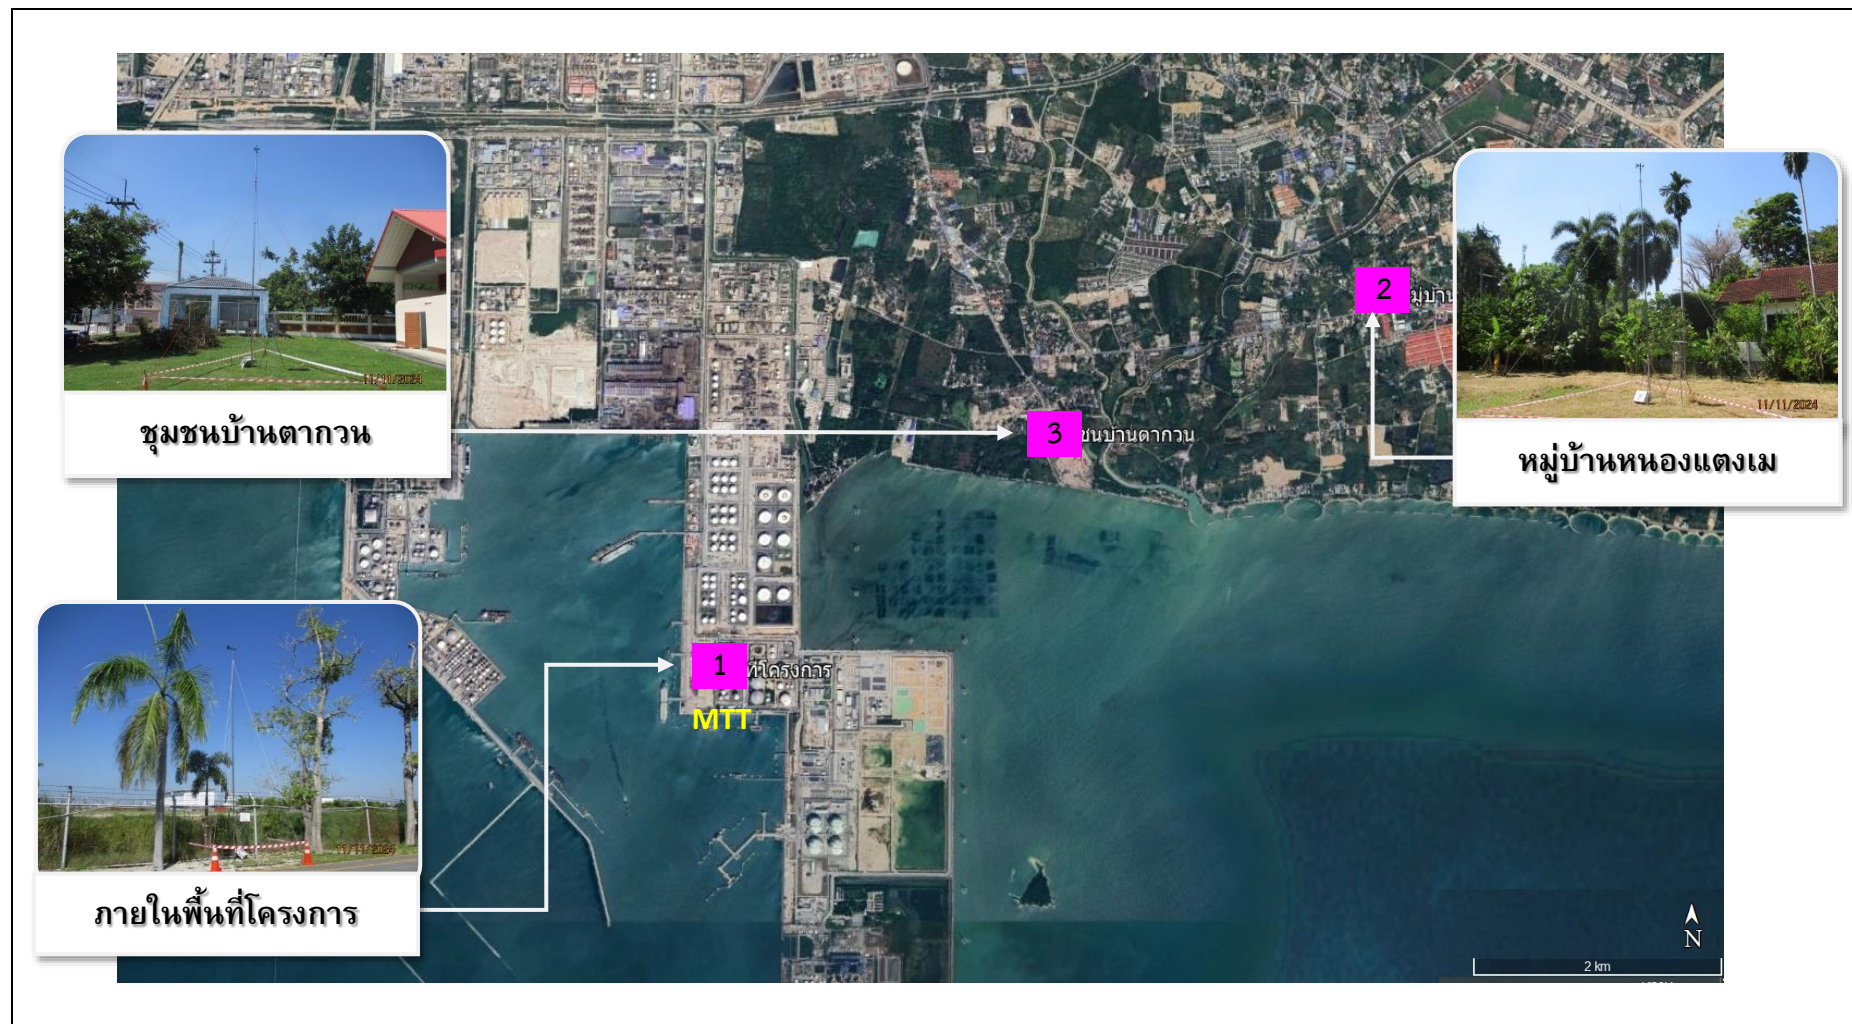 11/11/2024
ชุมชนบ้านตากวน
2
11/11/2024
หมู่บ้านหนองแตงเม
3 ชนบ้านตากวน
1 ที่โครงการ
MTT
ภายในพื้นที่โครงการ
N
2 km